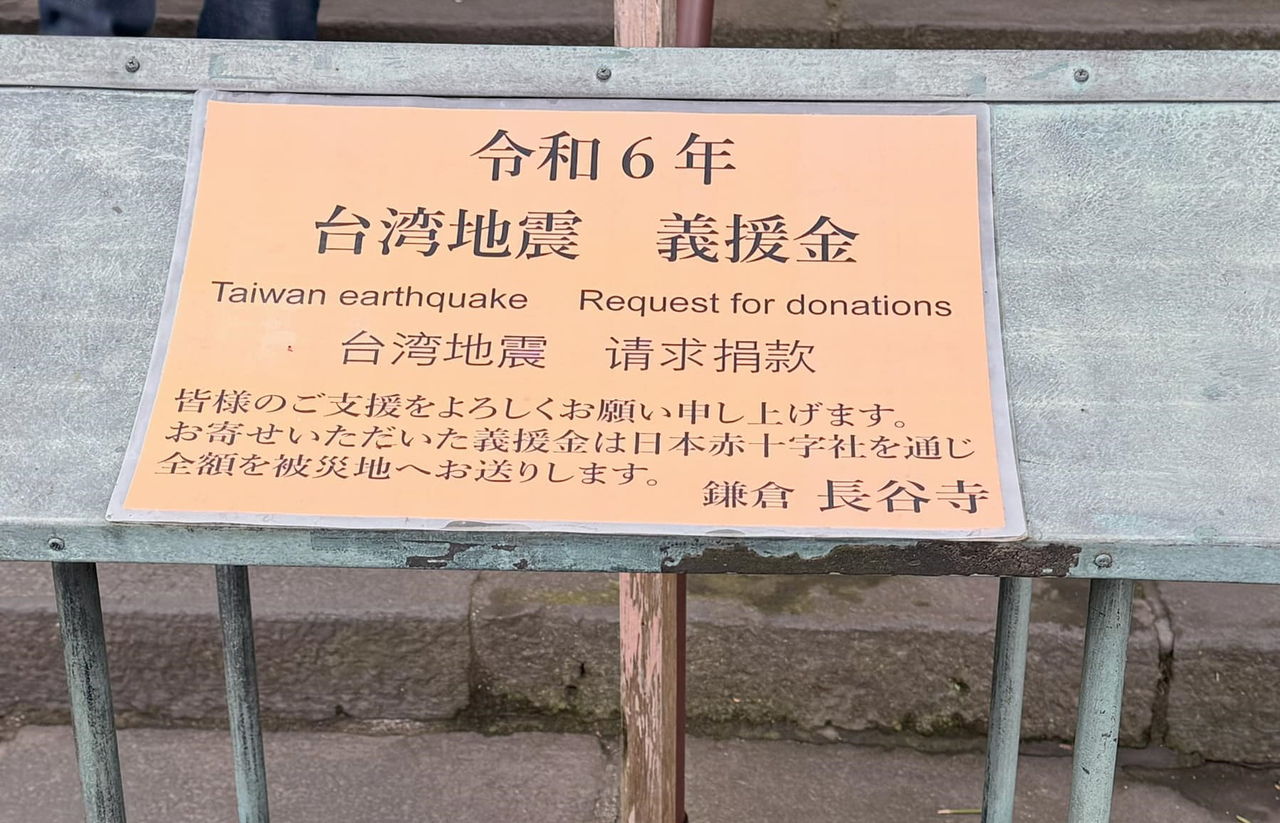 令和6年
台湾地震　義援金
Taiwan earthquake　Request for donations
台湾地震　请求捐款
皆様のご支援をよろしくお願い申し上げます。
お寄せいただいた義援金は日本赤十字社を通じ
全額を被災地へお送りします。
鎌倉 長谷寺